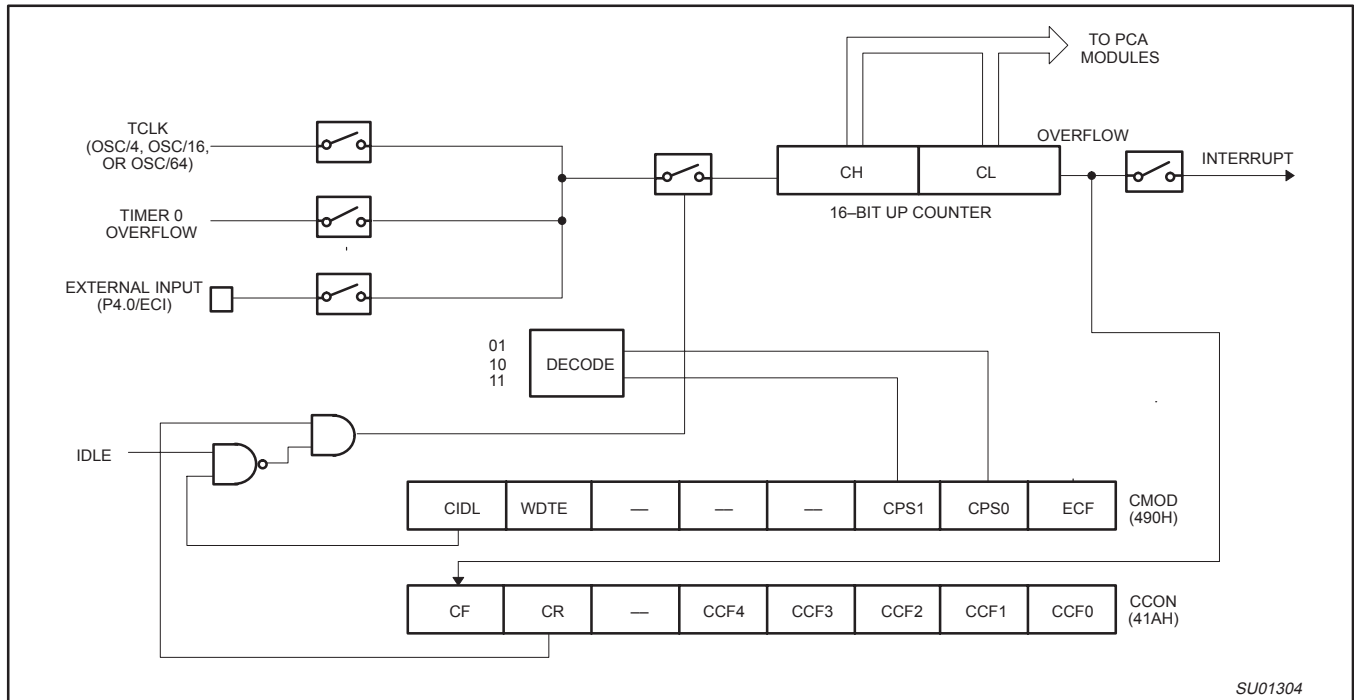 TO PCA
MODULES
TCLK
(OSC/4, OSC/16,
OR OSC/64)
OVERFLOW
INTERRUPT
CH
CL
16–BIT UP COUNTER
TIMER 0
OVERFLOW
EXTERNAL INPUT
(P4.0/ECI)
01
10
11
DECODE
IDLE
CIDL WDTE — — — CPS1 CPS0 ECF
CMOD
(490H)
CF CR — CCF4 CCF3 CCF2 CCF1 CCF0
CCON
(41AH)
SU01304